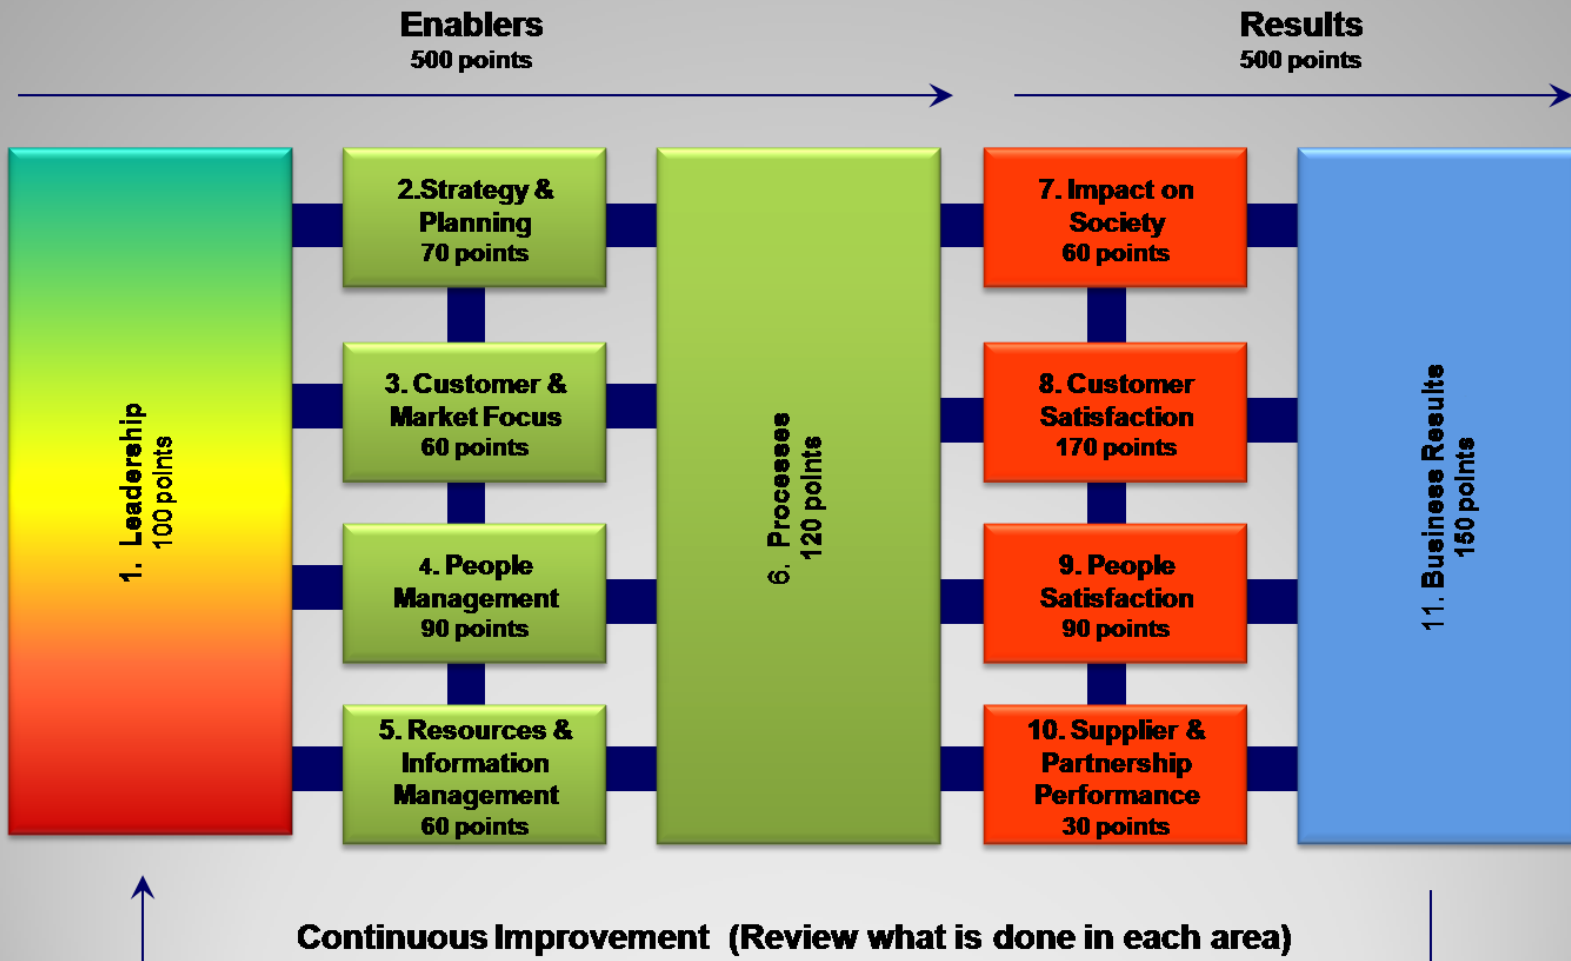 Enablers
500 points
Results
500 points
1. Leadership
100 points
2.Strategy &
Planning
70 points
3. Customer &
Market Focus
60 points
4. People
Management
90 points
5. Resources &
Information
Management
60 points
6. Processes
120 points
7. Impact on
Society
60 points
8. Customer
Satisfaction
170 points
9. People
Satisfaction
90 points
10. Supplier &
Partnership
Performance
30 points
11. Business Results
150 points
Continuous Improvement (Review what is done in each area)